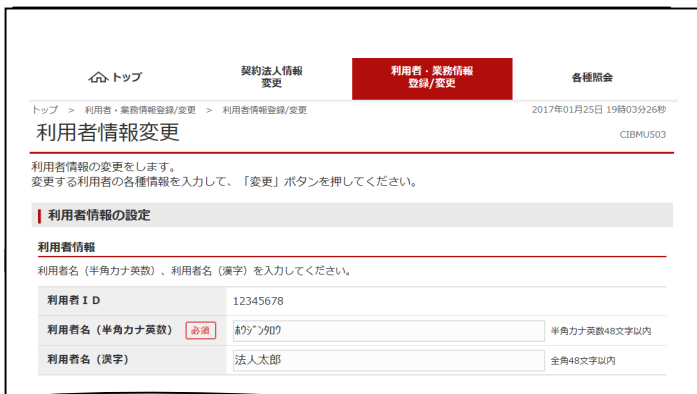 トップ
契約法人情報
変更
利用者・業務情報
登録/変更
各種照会
トップ > 利用者・業務情報登録/変更 > 利用者情報登録/変更
2017年01月25日 19時03分26秒
利用者情報変更
CIBMU503
利用者情報の変更をします。
変更する利用者の各種情報を入力して、「変更」ボタンを押してください。
利用者情報の設定
利用者情報
利用者名（半角カナ英数）、利用者名（漢字）を入力してください。
利用者ＩＤ 12345678
利用者名（半角カナ英数） 必須 ﾎｳｼﾞﾝﾀﾛｳ 半角カナ英数48文字以内
利用者名（漢字） 法人太郎 全角48文字以内